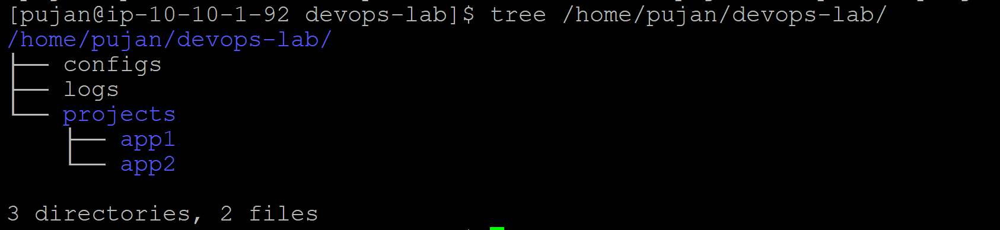 [pujan@ip-10-10-1-92 devops-lab]$ tree /home/pujan/devops-lab/
/home/pujan/devops-lab/
├── configs
├── logs
└── projects
    ├── app1
    └── app2

3 directories, 2 files